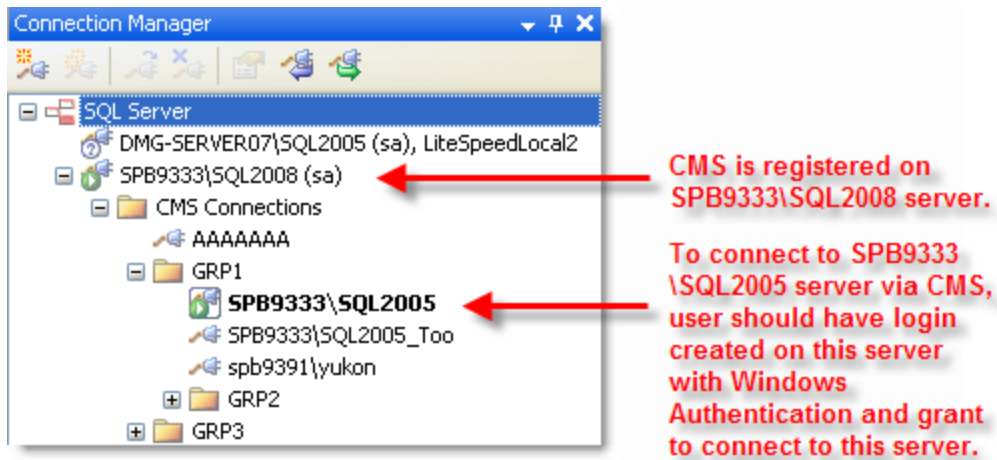 Connection Manager
SQL Server
DMG-SERVER07\SQL2005 (sa), LiteSpeedLocal2
SPB9333\SQL2008 (sa)
CMS Connections
AAAAAAA
GRP1
SPB9333\SQL2005
SPB9333\SQL2005_Too
spb9391\yukon
GRP2
GRP3
CMS is registered on
SPB9333\SQL2008 server.
To connect to SPB9333
\SQL2005 server via CMS,
user should have login
created on this server
with Windows
Authentication and grant
to connect to this server.